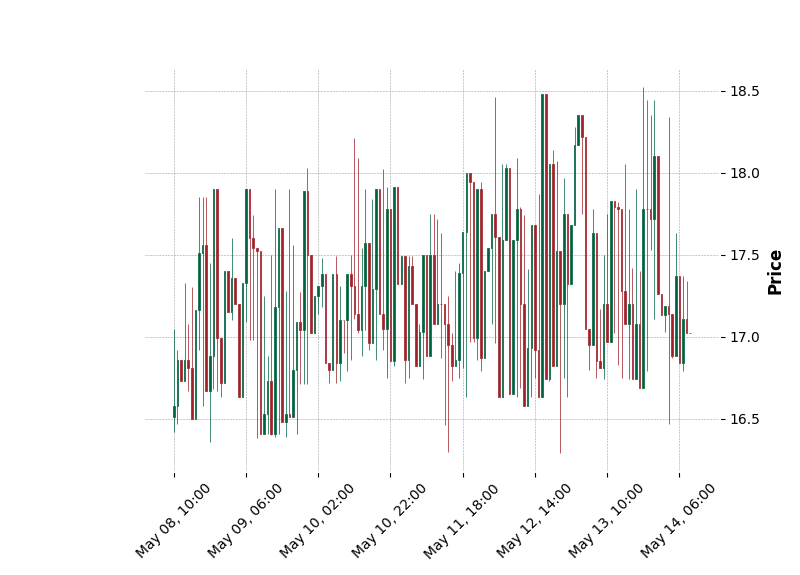 18.5
18.0
17.5
17.0
16.5
Price
May 08, 10:00
May 09, 06:00
May 10, 02:00
May 10, 22:00
May 11, 18:00
May 12, 14:00
May 13, 10:00
May 14, 06:00